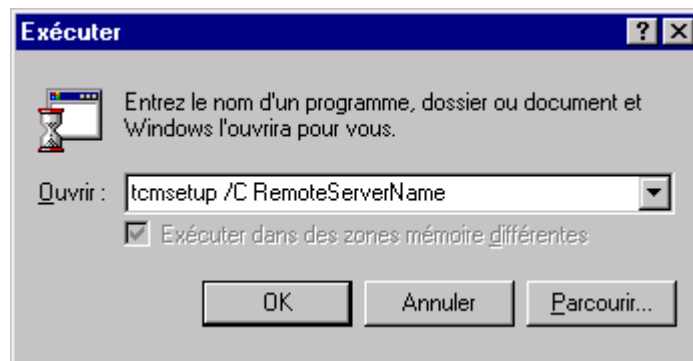 Exécuter
Entrez le nom d'un programme, dossier ou document et
Windows l'ouvrira pour vous.
Ouvrir : tcmsetup /C RemoteServerName
Exécuter dans des zones mémoire différentes
OK Annuler Parcourir...